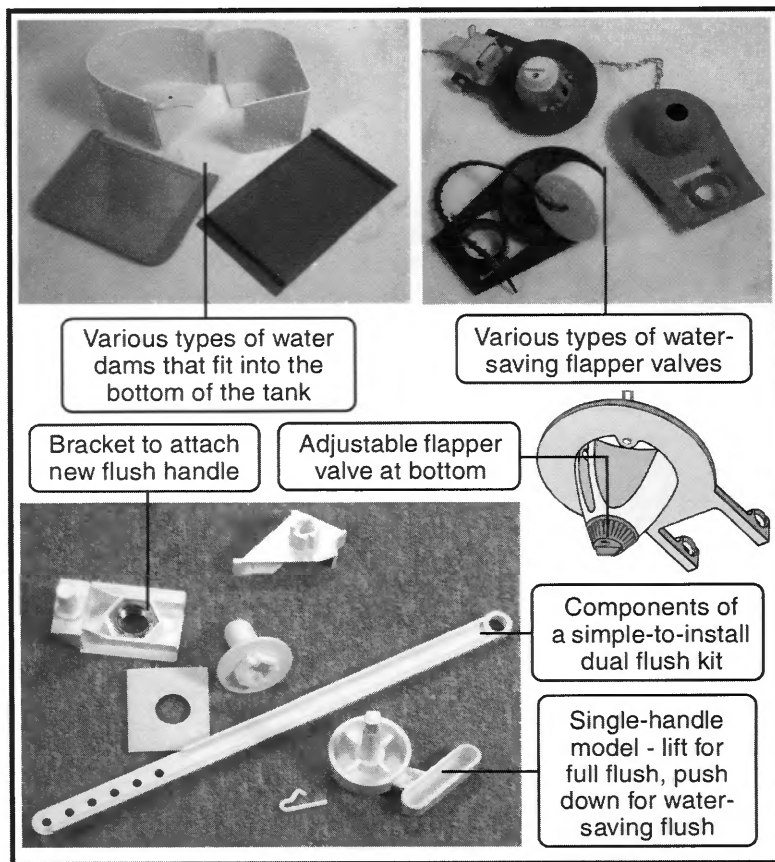 Various types of water
dams that fit into the
bottom of the tank
Various types of water-
saving flapper valves
Bracket to attach
new flush handle
Adjustable flapper
valve at bottom
Components of
a simple-to-install
dual flush kit
Single-handle
model - lift for
full flush, push
down for water-
saving flush